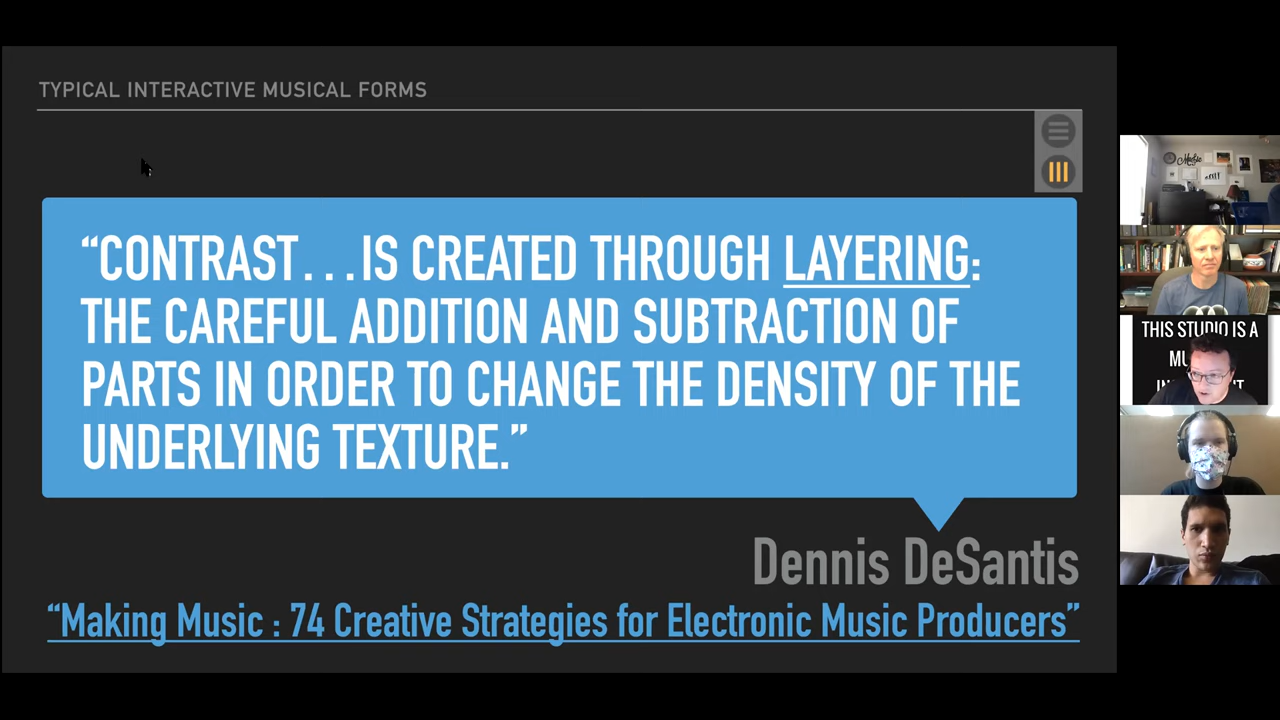 TYPICAL INTERACTIVE MUSICAL FORMS
“CONTRAST...IS CREATED THROUGH LAYERING:
THE CAREFUL ADDITION AND SUBTRACTION OF
PARTS IN ORDER TO CHANGE THE DENSITY OF THE
UNDERLYING TEXTURE.”
Dennis DeSantis
“Making Music : 74 Creative Strategies for Electronic Music Producers”
Music
THIS STUDIO IS A